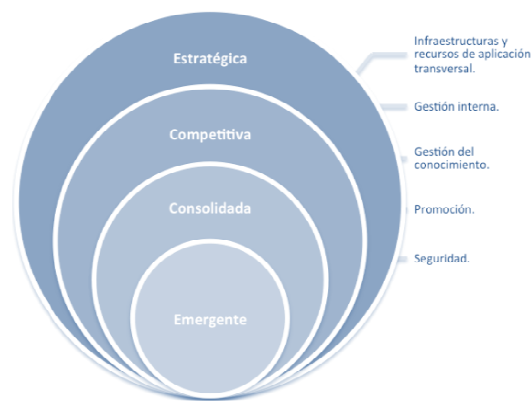 Estratégica
Competitiva
Consolidada
Emergente
Infraestructuras y
recursos de aplicación
transversal.
Gestión interna.
Gestión del
conocimiento.
Promoción.
Seguridad.